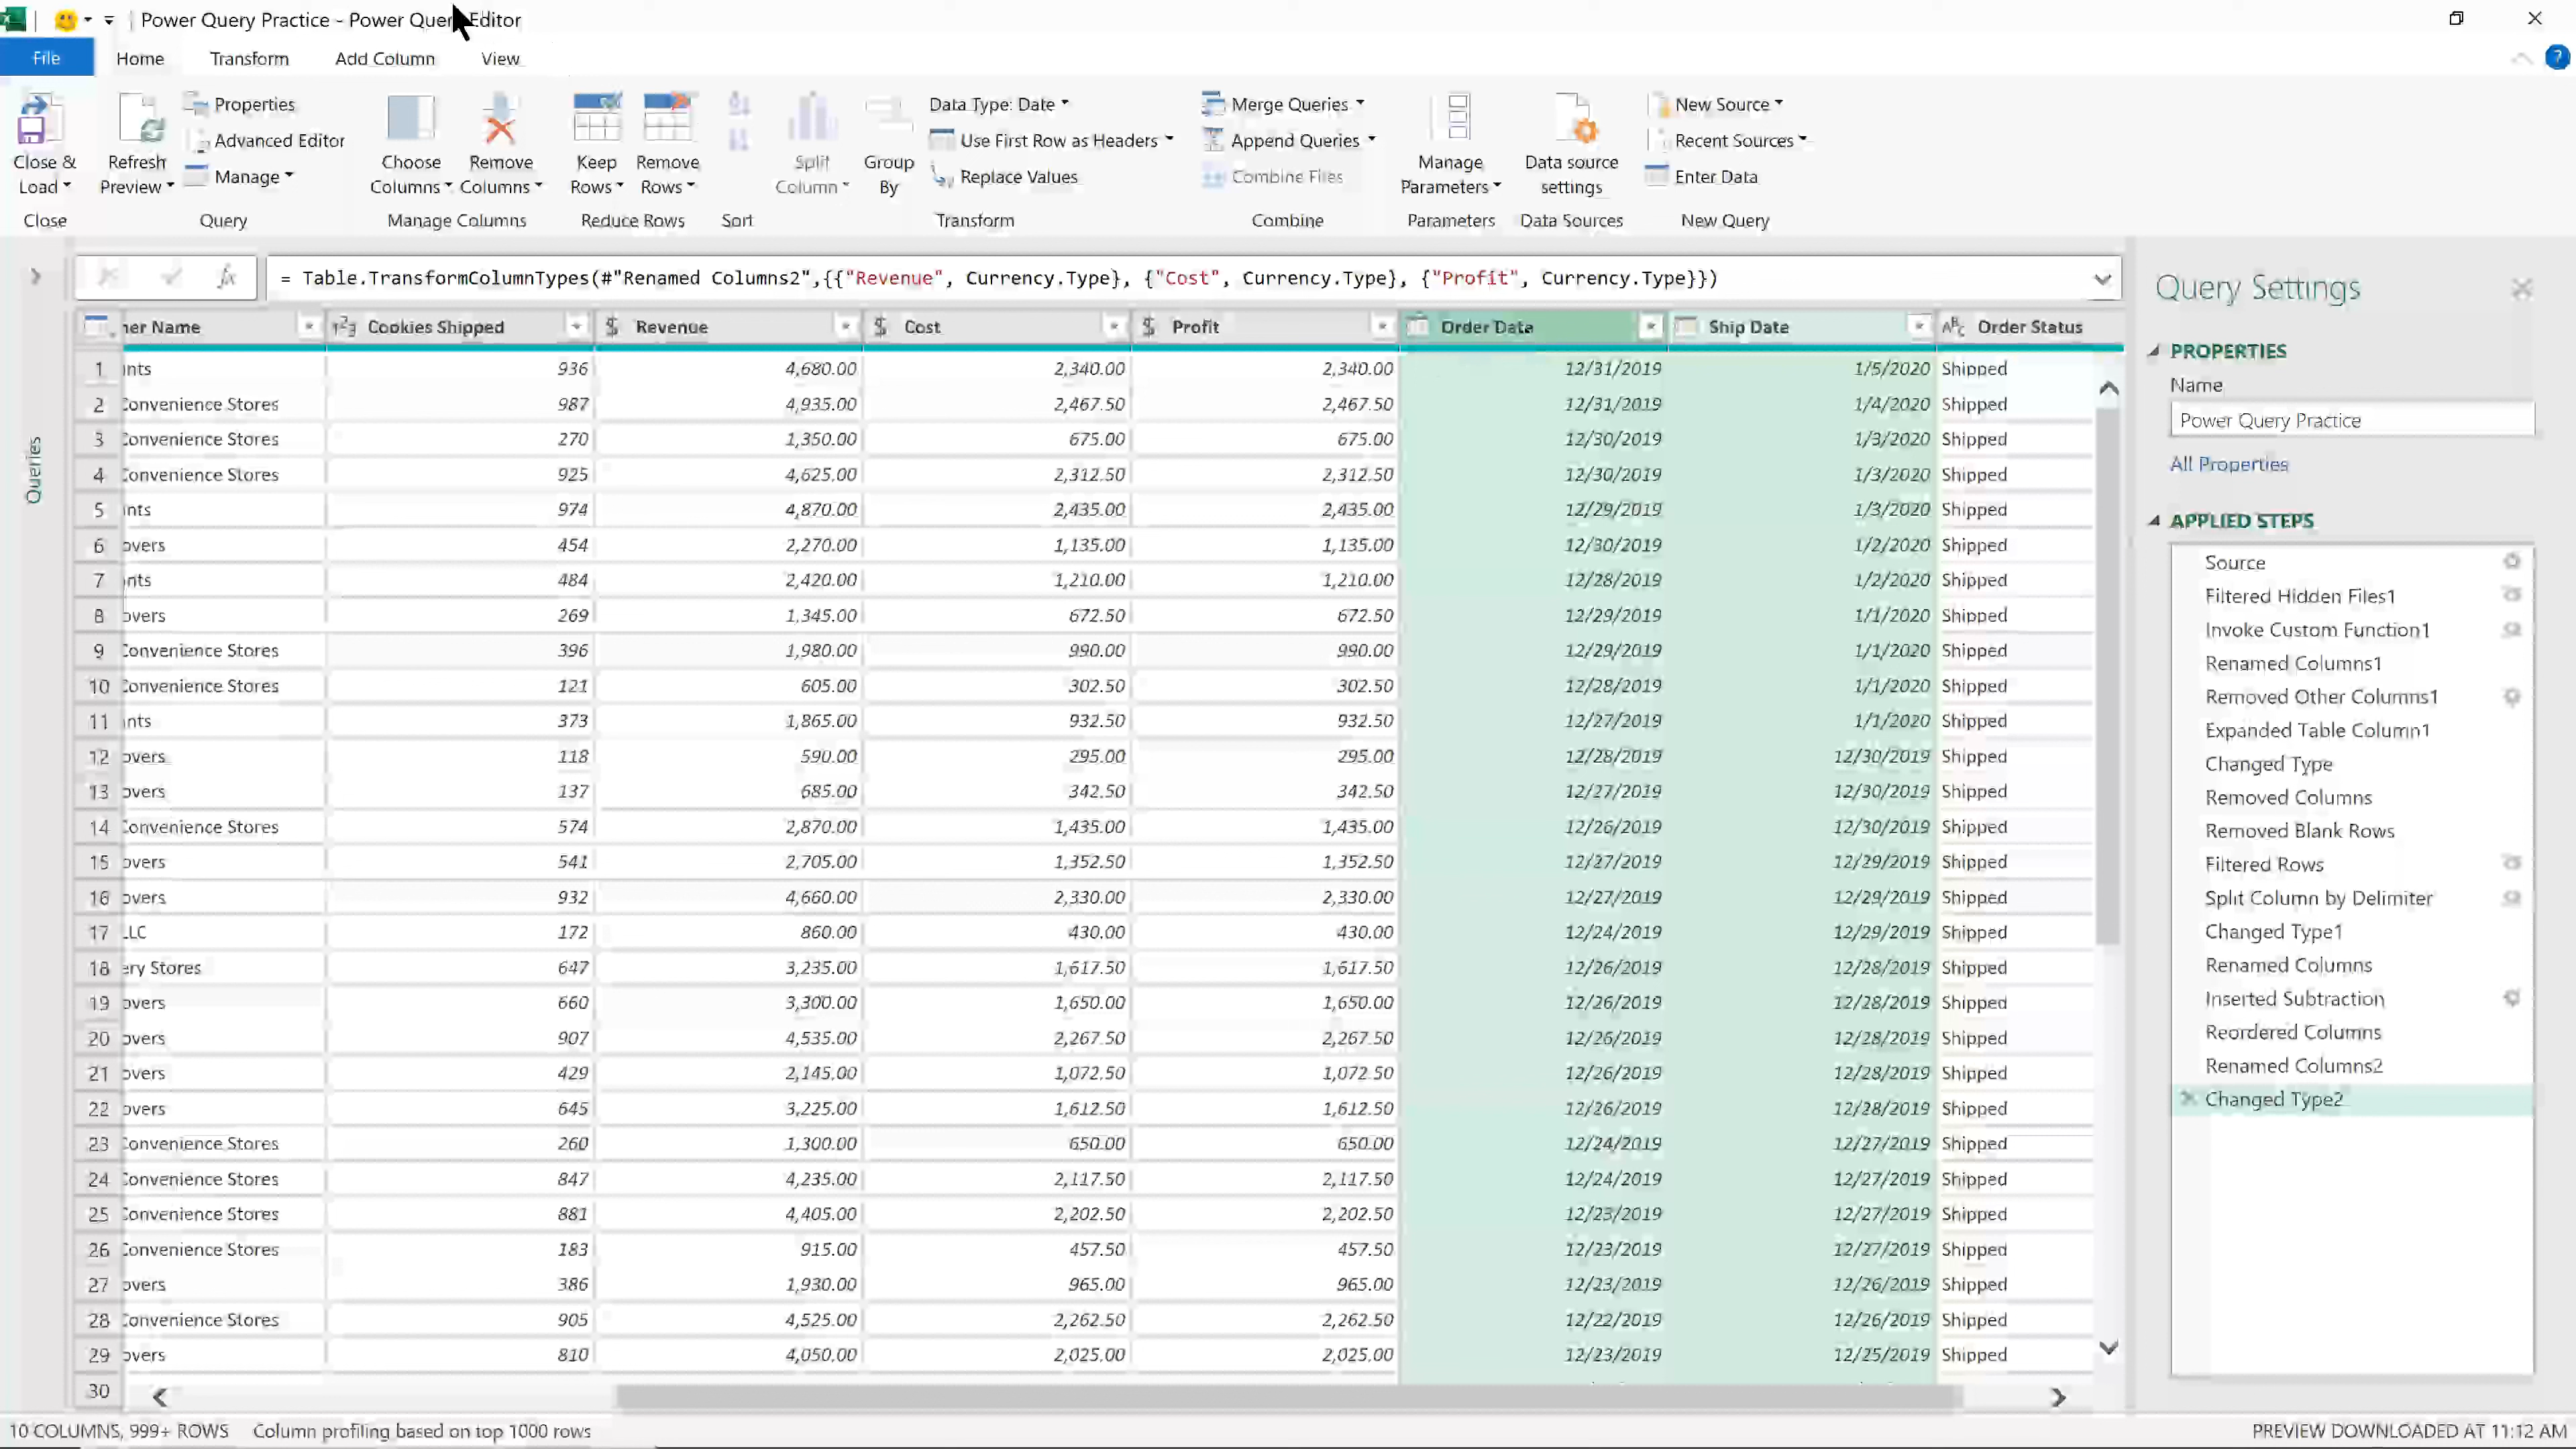 Power Query Practice - Power Query Editor
File Home Transform Add Column View
Close & Load
Refresh Preview
Properties
Advanced Editor
Manage
Choose Columns
Remove Columns
Keep Rows
Remove Rows
Split Column
Group By
Data Type: Date
Use First Row as Headers
Replace Values
Merge Queries
Append Queries
Combine Files
Manage Parameters
Data source settings
New Source
Recent Sources
Enter Data
Close Query Manage Columns Reduce Rows Sort Transform Combine Parameters Data Sources New Query
= Table.TransformColumnTypes(#"Renamed Columns2",{{"Revenue", Currency.Type}, {"Cost", Currency.Type}, {"Profit", Currency.Type}})
Queries
ner Name 123 Cookies Shipped $ Revenue $ Cost $ Profit Order Date Ship Date ABC Order Status
1 ints 936 4,680.00 2,340.00 2,340.00 12/31/2019 1/5/2020 Shipped
2 Convenience Stores 987 4,935.00 2,467.50 2,467.50 12/31/2019 1/4/2020 Shipped
3 Convenience Stores 270 1,350.00 675.00 675.00 12/30/2019 1/3/2020 Shipped
4 Convenience Stores 925 4,625.00 2,312.50 2,312.50 12/30/2019 1/3/2020 Shipped
5 ints 974 4,870.00 2,435.00 2,435.00 12/29/2019 1/3/2020 Shipped
6 overs 454 2,270.00 1,135.00 1,135.00 12/30/2019 1/2/2020 Shipped
7 ints 484 2,420.00 1,210.00 1,210.00 12/28/2019 1/2/2020 Shipped
8 overs 269 1,345.00 672.50 672.50 12/29/2019 1/1/2020 Shipped
9 Convenience Stores 396 1,980.00 990.00 990.00 12/29/2019 1/1/2020 Shipped
10 Convenience Stores 121 605.00 302.50 302.50 12/28/2019 1/1/2020 Shipped
11 ints 373 1,865.00 932.50 932.50 12/27/2019 1/1/2020 Shipped
12 overs 118 590.00 295.00 295.00 12/28/2019 12/30/2019 Shipped
13 overs 137 685.00 342.50 342.50 12/27/2019 12/30/2019 Shipped
14 Convenience Stores 574 2,870.00 1,435.00 1,435.00 12/26/2019 12/30/2019 Shipped
15 overs 541 2,705.00 1,352.50 1,352.50 12/27/2019 12/29/2019 Shipped
16 overs 932 4,660.00 2,330.00 2,330.00 12/27/2019 12/29/2019 Shipped
17 LLC 172 860.00 430.00 430.00 12/24/2019 12/29/2019 Shipped
18 ery Stores 647 3,235.00 1,617.50 1,617.50 12/26/2019 12/28/2019 Shipped
19 overs 660 3,300.00 1,650.00 1,650.00 12/26/2019 12/28/2019 Shipped
20 overs 907 4,535.00 2,267.50 2,267.50 12/26/2019 12/28/2019 Shipped
21 overs 429 2,145.00 1,072.50 1,072.50 12/26/2019 12/28/2019 Shipped
22 overs 645 3,225.00 1,612.50 1,612.50 12/26/2019 12/28/2019 Shipped
23 Convenience Stores 260 1,300.00 650.00 650.00 12/24/2019 12/27/2019 Shipped
24 Convenience Stores 847 4,235.00 2,117.50 2,117.50 12/24/2019 12/27/2019 Shipped
25 Convenience Stores 881 4,405.00 2,202.50 2,202.50 12/23/2019 12/27/2019 Shipped
26 Convenience Stores 183 915.00 457.50 457.50 12/23/2019 12/27/2019 Shipped
27 overs 386 1,930.00 965.00 965.00 12/23/2019 12/26/2019 Shipped
28 Convenience Stores 905 4,525.00 2,262.50 2,262.50 12/22/2019 12/26/2019 Shipped
29 overs 810 4,050.00 2,025.00 2,025.00 12/23/2019 12/25/2019 Shipped
30
Query Settings
PROPERTIES
Name
Power Query Practice
All Properties
APPLIED STEPS
Source
Filtered Hidden Files1
Invoke Custom Function1
Renamed Columns1
Removed Other Columns1
Expanded Table Column1
Changed Type
Removed Columns
Removed Blank Rows
Filtered Rows
Split Column by Delimiter
Changed Type1
Renamed Columns
Inserted Subtraction
Reordered Columns
Renamed Columns2
Changed Type2
10 COLUMNS, 999+ ROWS Column profiling based on top 1000 rows PREVIEW DOWNLOADED AT 11:12 AM